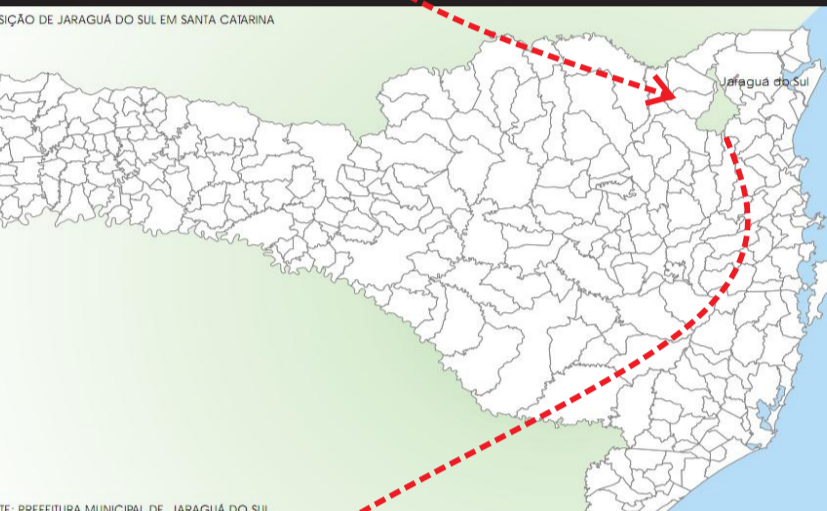 SIÇÃO DE JARAGUÁ DO SUL EM SANTA CATARINA
Jaraguá do Sul
TE: PREFEITURA MUNICIPAL DE JARAGUÁ DO SUL